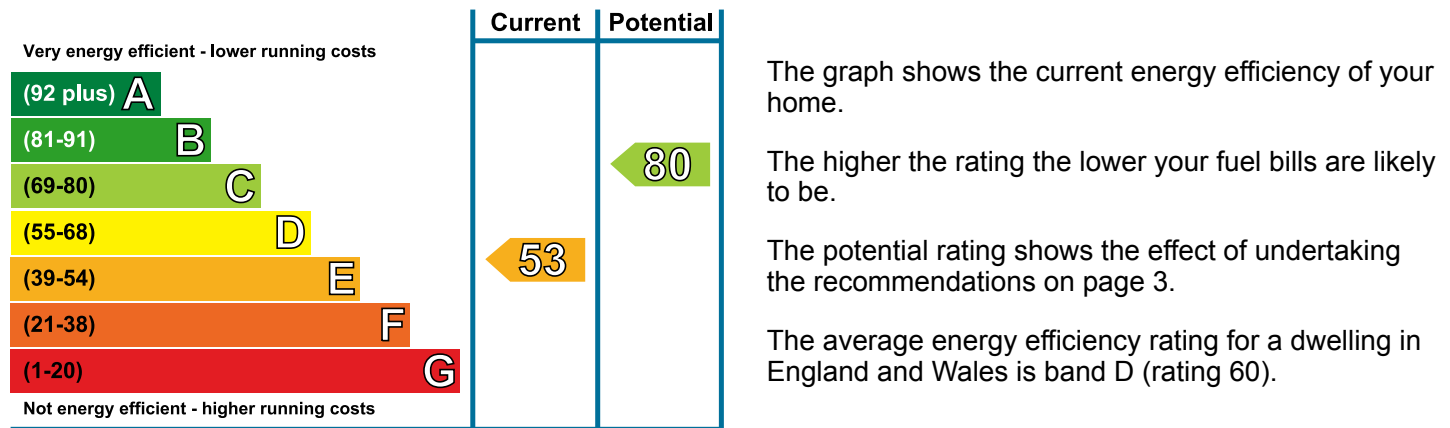 Current Potential
Very energy efficient - lower running costs
(92 plus) A
(81-91) B
80
(69-80) C
(55-68) D
53
(39-54) E
(21-38) F
(1-20) G
Not energy efficient - higher running costs
The graph shows the current energy efficiency of your
home.
The higher the rating the lower your fuel bills are likely
to be.
The potential rating shows the effect of undertaking
the recommendations on page 3.
The average energy efficiency rating for a dwelling in
England and Wales is band D (rating 60).